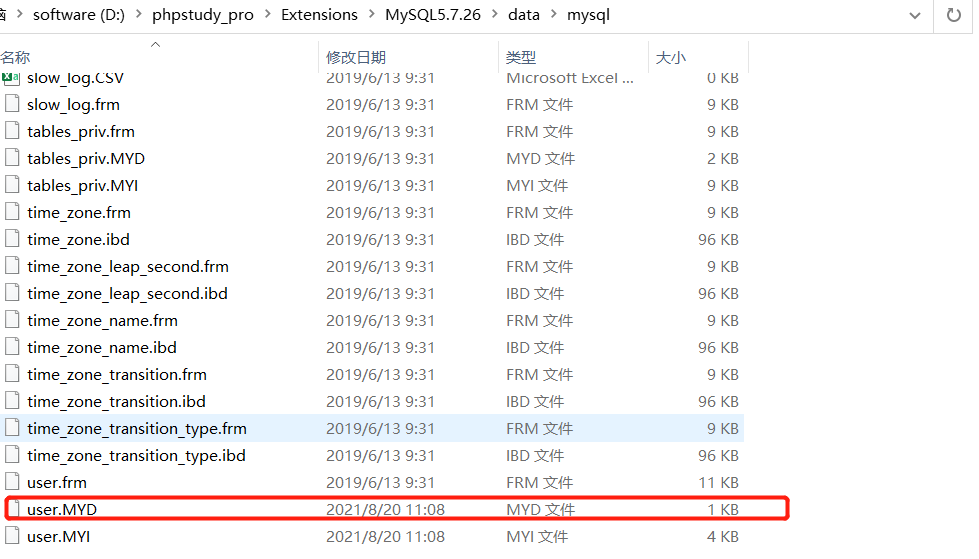 software (D:) > phpstudy_pro > Extensions > MySQL5.7.26 > data > mysql
名称 修改日期 类型 大小
slow_log.CSV 2019/6/13 9:31 Microsoft Excel ... 0 KB
slow_log.frm 2019/6/13 9:31 FRM 文件 9 KB
tables_priv.frm 2019/6/13 9:31 FRM 文件 9 KB
tables_priv.MYD 2019/6/13 9:31 MYD 文件 2 KB
tables_priv.MYI 2019/6/13 9:31 MYI 文件 9 KB
time_zone.frm 2019/6/13 9:31 FRM 文件 9 KB
time_zone.ibd 2019/6/13 9:31 IBD 文件 96 KB
time_zone_leap_second.frm 2019/6/13 9:31 FRM 文件 9 KB
time_zone_leap_second.ibd 2019/6/13 9:31 IBD 文件 96 KB
time_zone_name.frm 2019/6/13 9:31 FRM 文件 9 KB
time_zone_name.ibd 2019/6/13 9:31 IBD 文件 96 KB
time_zone_transition.frm 2019/6/13 9:31 FRM 文件 9 KB
time_zone_transition.ibd 2019/6/13 9:31 IBD 文件 96 KB
time_zone_transition_type.frm 2019/6/13 9:31 FRM 文件 9 KB
time_zone_transition_type.ibd 2019/6/13 9:31 IBD 文件 96 KB
user.frm 2019/6/13 9:31 FRM 文件 11 KB
user.MYD 2021/8/20 11:08 MYD 文件 1 KB
user.MYI 2021/8/20 11:08 MYI 文件 4 KB